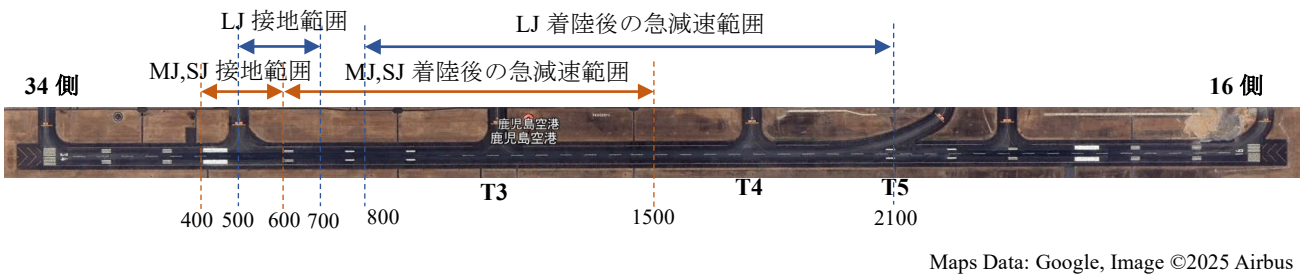 LJ 接地範囲
LJ 着陸後の急減速範囲
MJ,SJ 接地範囲
MJ,SJ 着陸後の急減速範囲
34 側
16 側
鹿児島空港
鹿児島空港
T3
T4
T5
400
500
600
700
800
1500
2100
Maps Data: Google, Image ©2025 Airbus